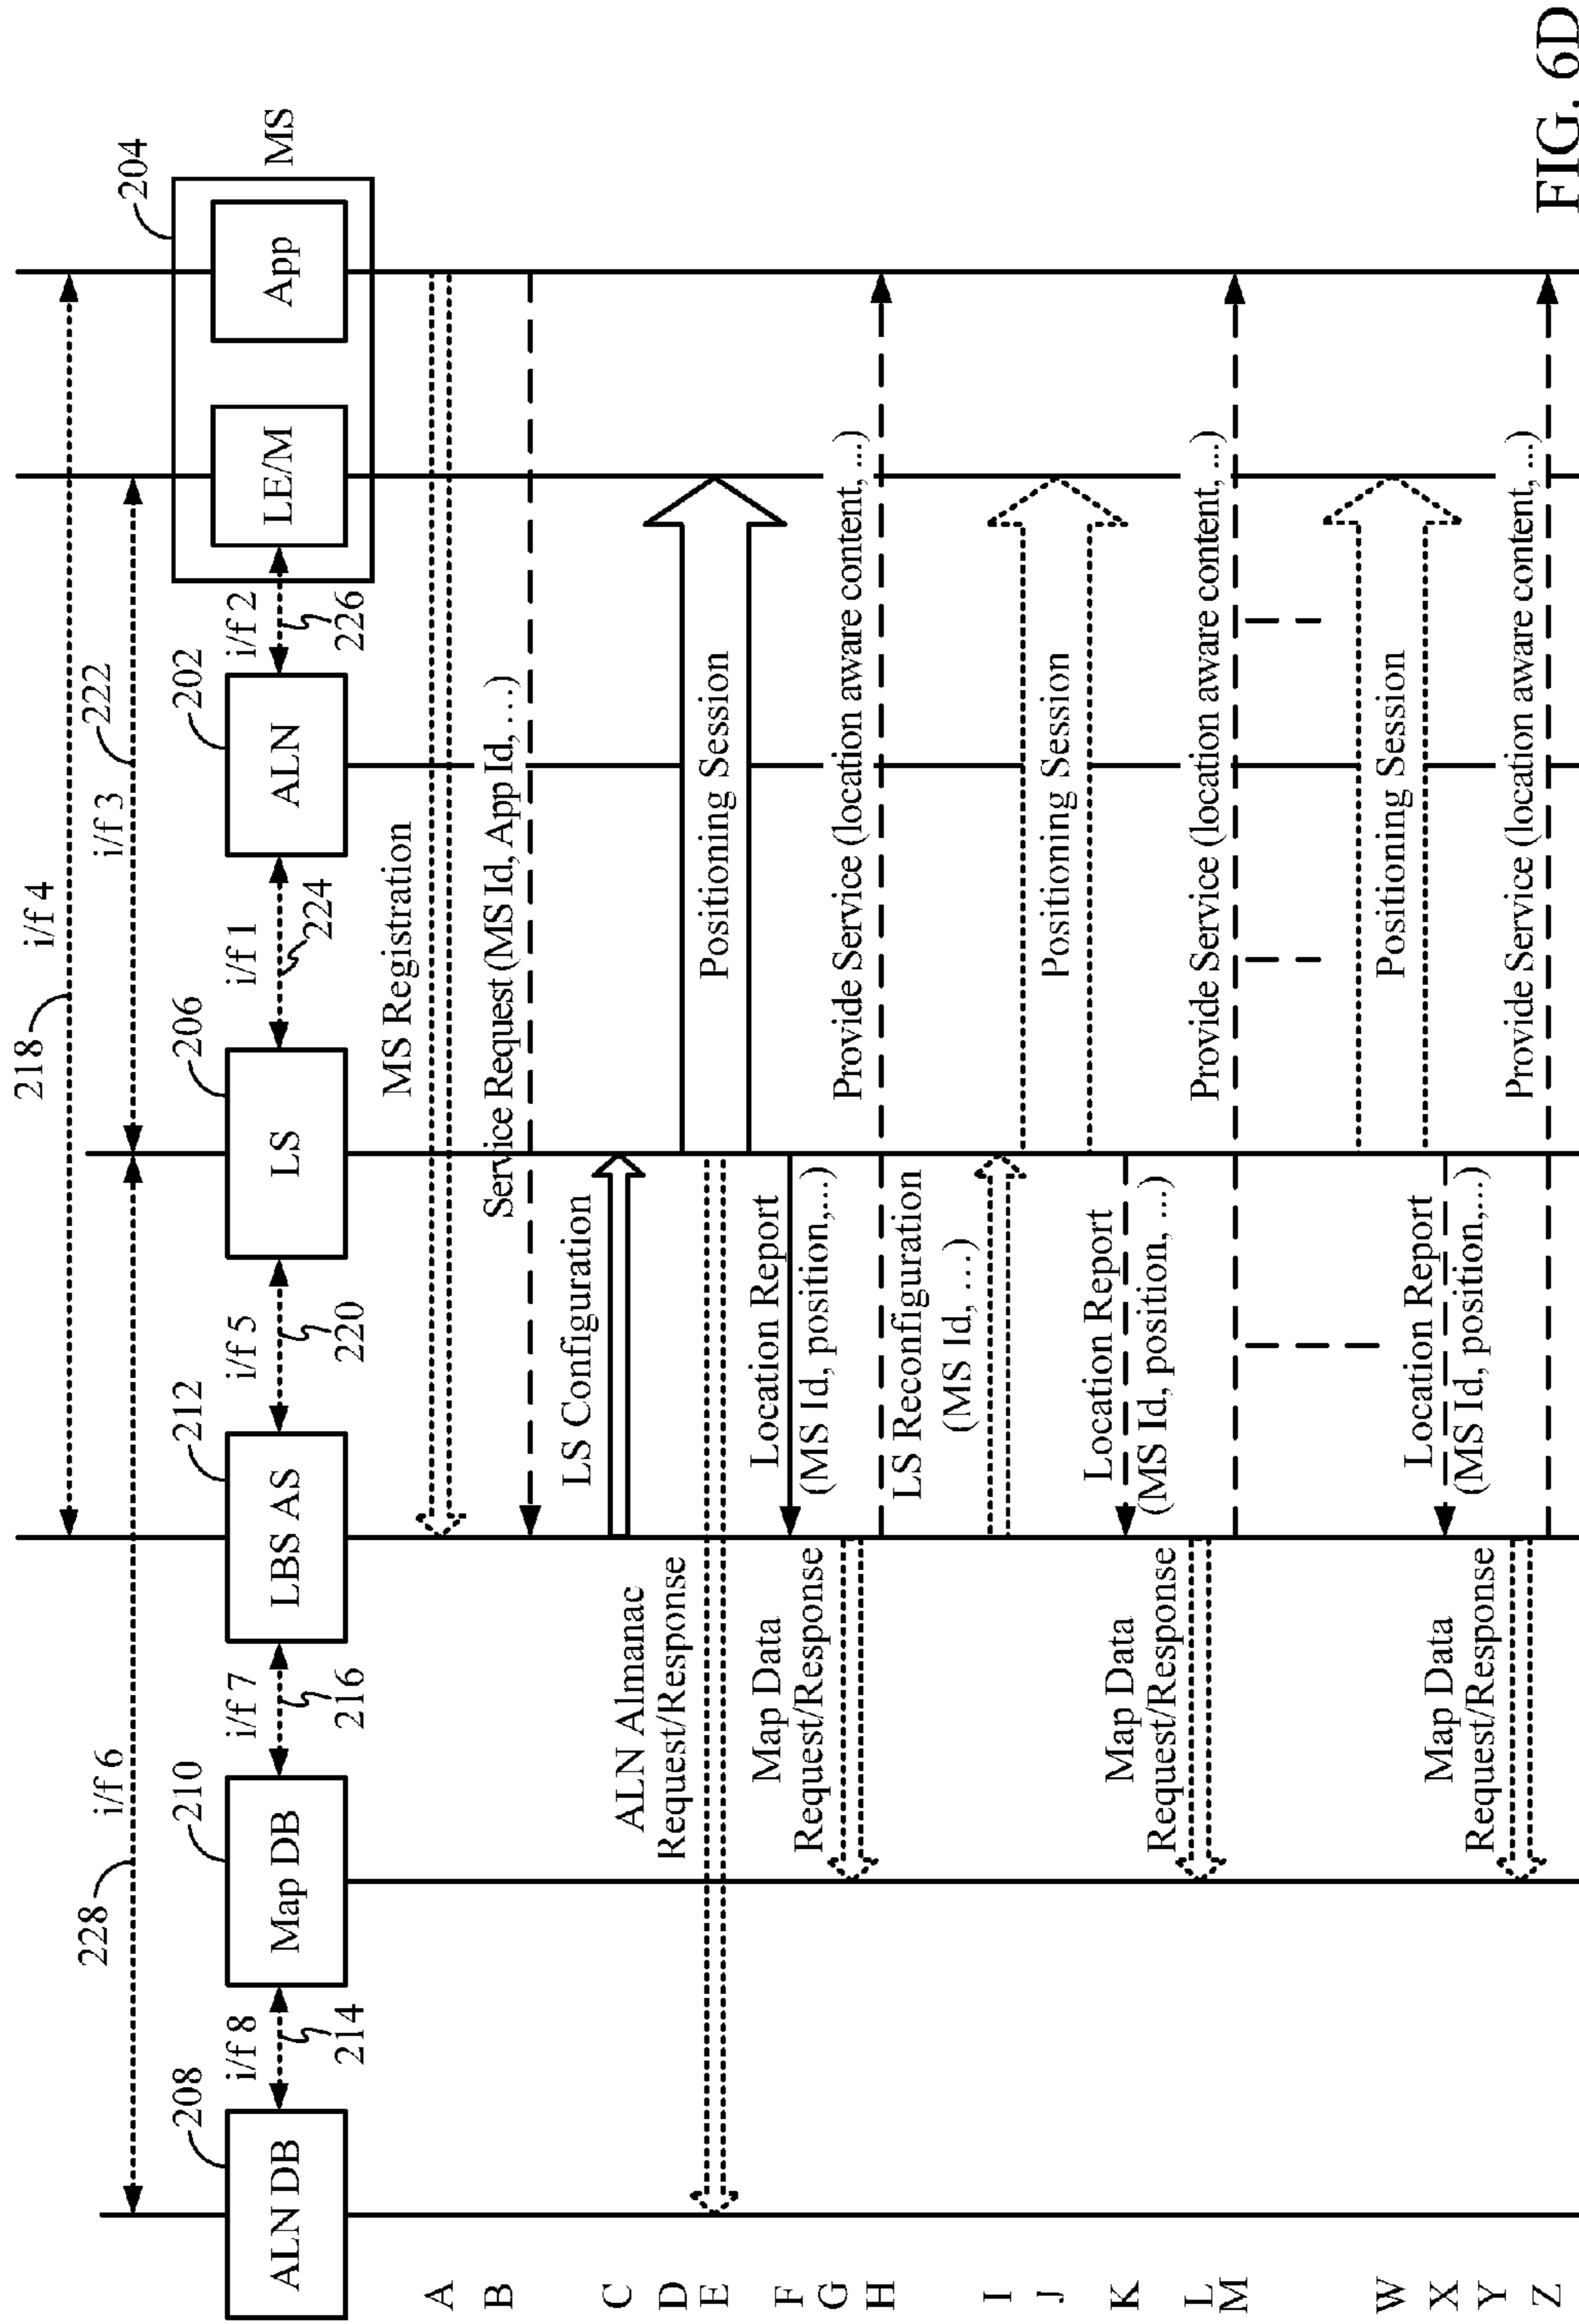 218
i/f 4
228
i/f 6
222
i/f 3
208
210
212
206
202
204
ALN DB
i/f 8
214
Map DB
i/f 7
216
LBS AS
i/f 5
220
LS
i/f 1
224
ALN
i/f 2
226
LE/M
App
MS
A
MS Registration
B
Service Request (MS Id, App Id, ...)
C
LS Configuration
D
ALN Almanac
Request/Response
E
Positioning Session
F
Location Report
(MS Id, position,...)
G
Map Data
Request/Response
H
Provide Service (location aware content, ...)
I
LS Reconfiguration
(MS Id, ...)
J
Positioning Session
K
Location Report
(MS Id, position, ...)
L
Map Data
Request/Response
M
Provide Service (location aware content, ...)
W
Positioning Session
X
Location Report
(MS Id, position,...)
Y
Map Data
Request/Response
Z
Provide Service (location aware content, ...)
FIG. 6D